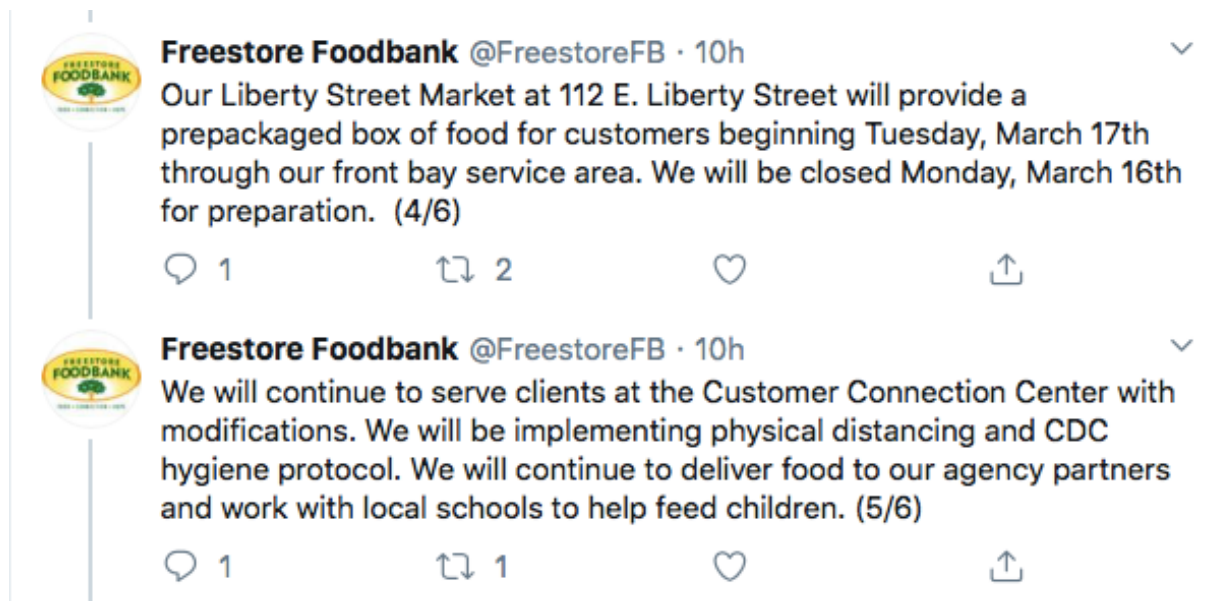 FREESTORE
FOODBANK
Freestore Foodbank @FreestoreFB · 10h
Our Liberty Street Market at 112 E. Liberty Street will provide a
prepackaged box of food for customers beginning Tuesday, March 17th
through our front bay service area. We will be closed Monday, March 16th
for preparation.  (4/6)
1 2
FREESTORE
FOODBANK
Freestore Foodbank @FreestoreFB · 10h
We will continue to serve clients at the Customer Connection Center with
modifications. We will be implementing physical distancing and CDC
hygiene protocol. We will continue to deliver food to our agency partners
and work with local schools to help feed children. (5/6)
1 1